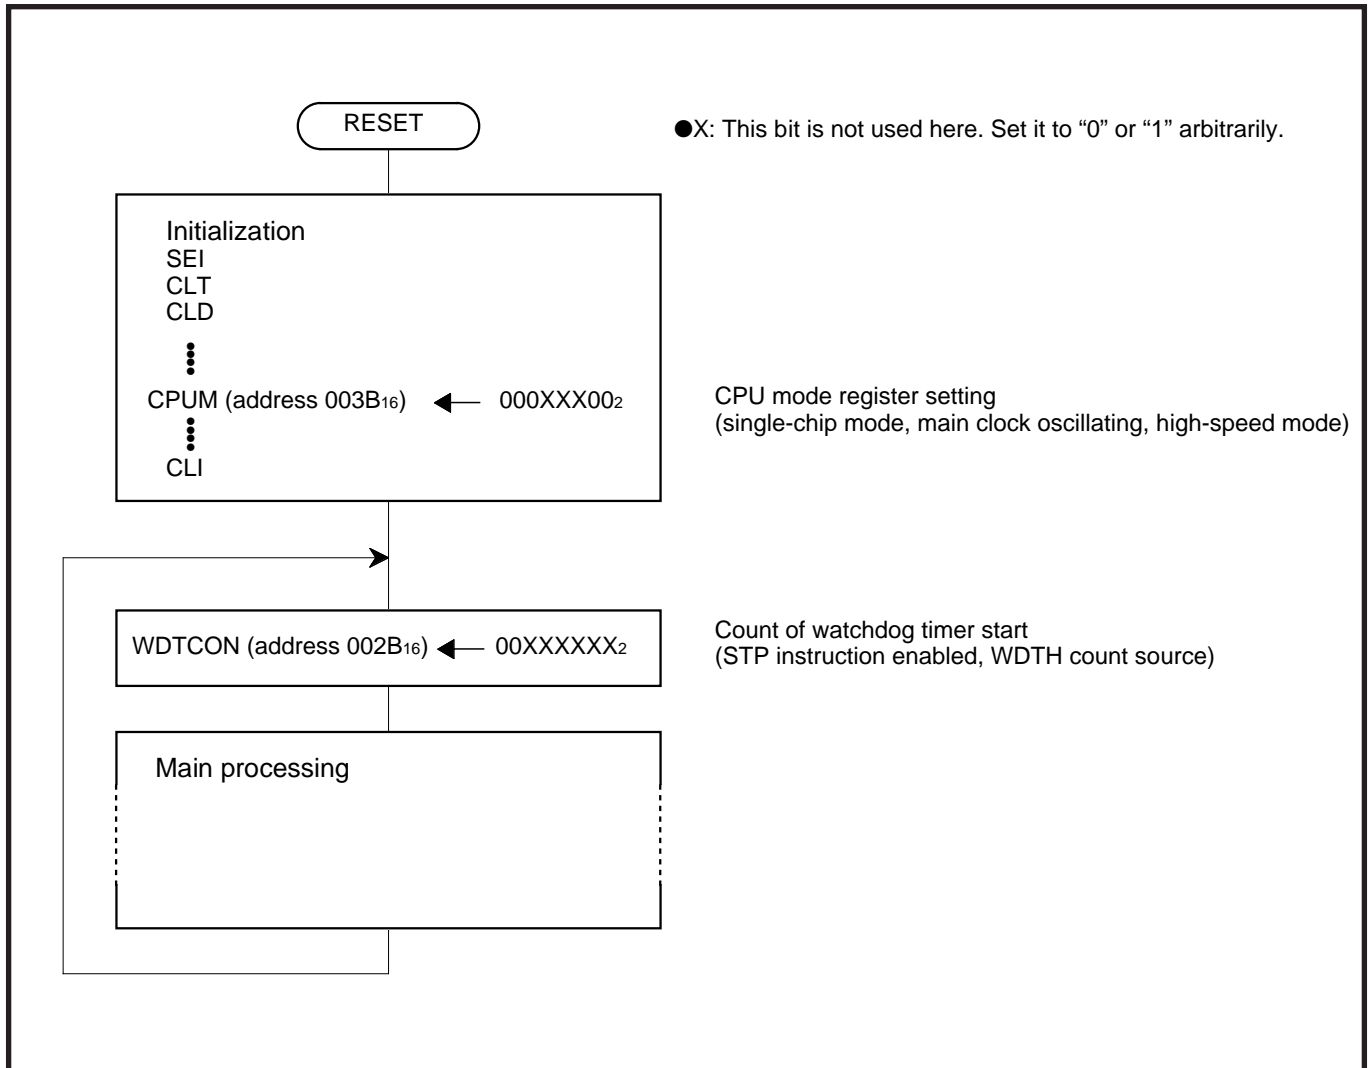 RESET
●X: This bit is not used here. Set it to “0” or “1” arbitrarily.
Initialization
SEI
CLT
CLD
CPUM (address 003B16) ← 000XXX002
CPU mode register setting
(single-chip mode, main clock oscillating, high-speed mode)
CLI
WDTCON (address 002B16) ← 00XXXXXX2
Count of watchdog timer start
(STP instruction enabled, WDTH count source)
Main processing